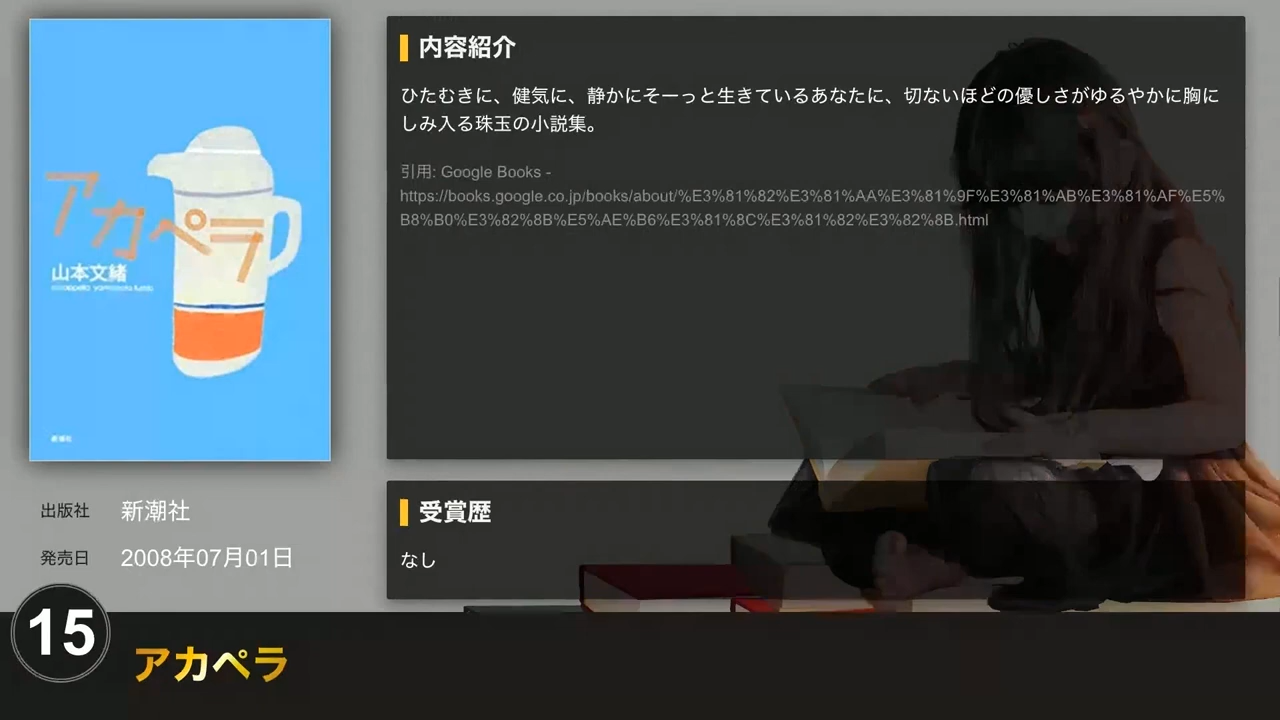 アカペラ
山本文緒
新潮社
内容紹介
ひたむきに、健気に、静かにそーっと生きているあなたに、切ないほどの優しさがゆるやかに胸に
しみ入る珠玉の小説集。
引用: Google Books -
https://books.google.co.jp/books/about/%E3%81%82%E3%81%AA%E3%81%9F%E3%81%AB%E3%81%AF%E5%
B8%B0%E3%82%8B%E5%AE%B6%E3%81%8C%E3%81%82%E3%82%8B.html
出版社 新潮社
発売日 2008年07月01日
受賞歴
なし
15
アカペラ